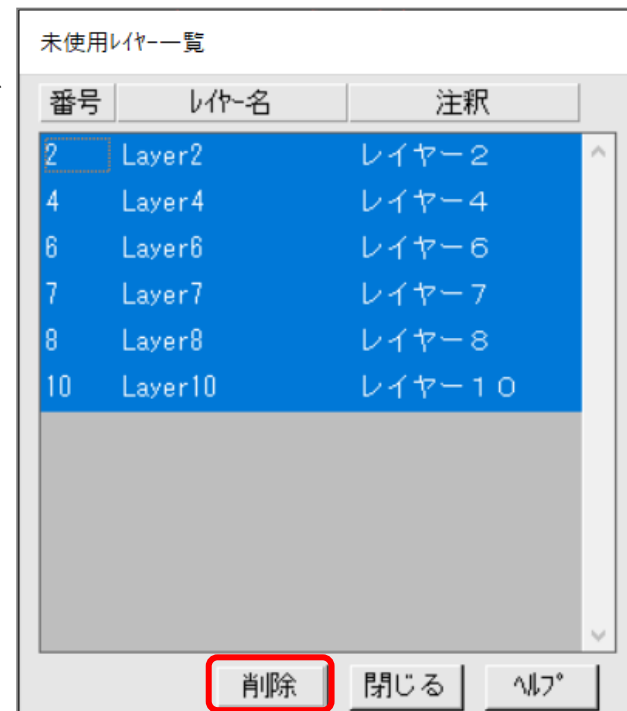 未使用ﾚｲﾔｰ一覧
番号 ﾚｲﾔｰ名 注釈
2 Layer2 レイヤー２
4 Layer4 レイヤー４
6 Layer6 レイヤー６
7 Layer7 レイヤー７
8 Layer8 レイヤー８
10 Layer10 レイヤー１０
削除 閉じる ﾍﾙﾌﾟ